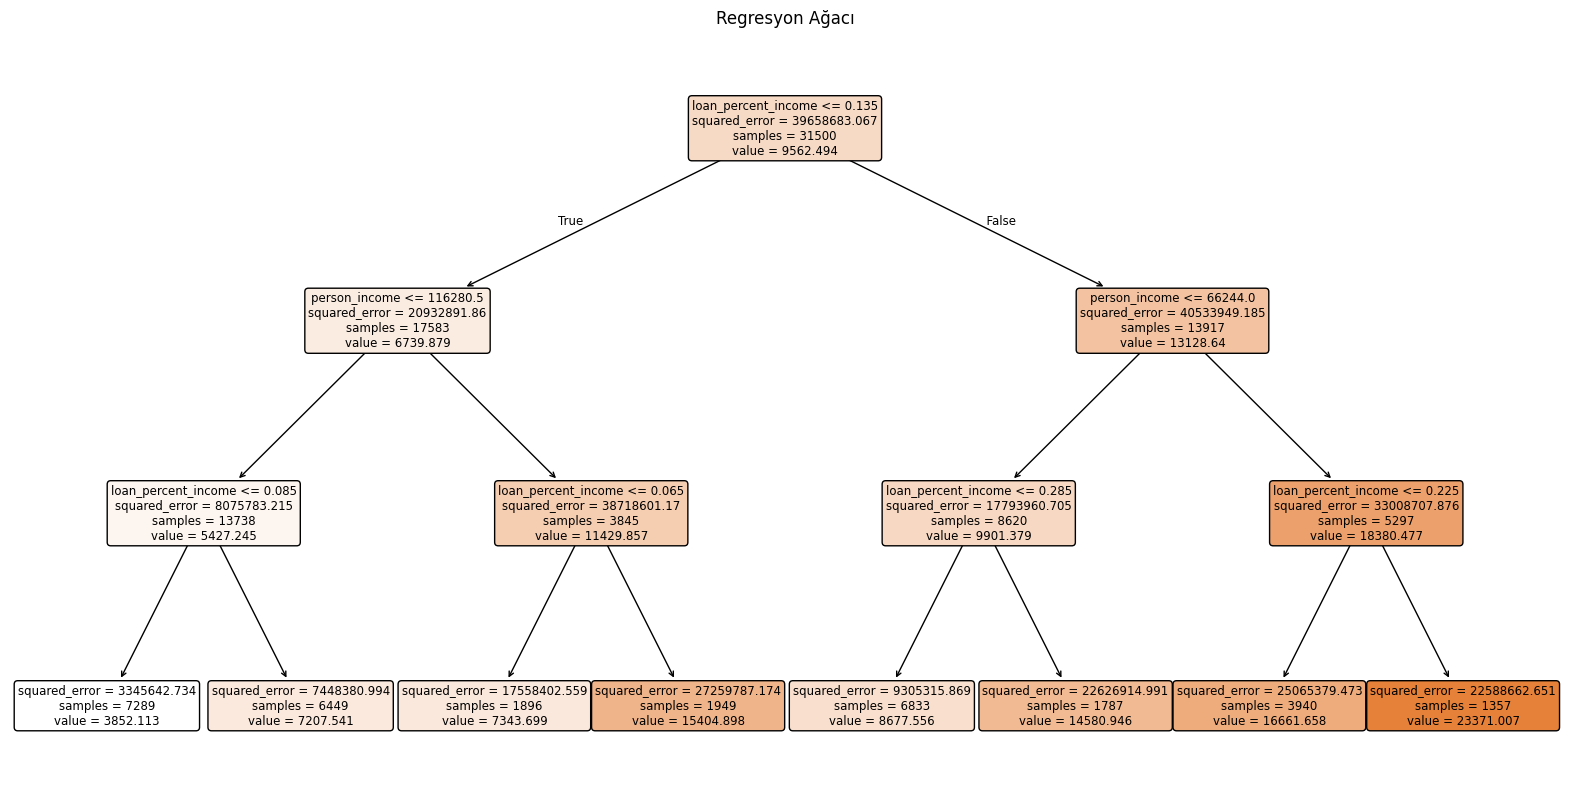 Regresyon Ağacı
loan_percent_income <= 0.135
squared_error = 39658683.067
samples = 31500
value = 9562.494
True
False
person_income <= 116280.5
squared_error = 20932891.86
samples = 17583
value = 6739.879
person_income <= 66244.0
squared_error = 40533949.185
samples = 13917
value = 13128.64
loan_percent_income <= 0.085
squared_error = 8075783.215
samples = 13738
value = 5427.245
loan_percent_income <= 0.065
squared_error = 38718601.17
samples = 3845
value = 11429.857
loan_percent_income <= 0.285
squared_error = 17793960.705
samples = 8620
value = 9901.379
loan_percent_income <= 0.225
squared_error = 33008707.876
samples = 5297
value = 18380.477
squared_error = 3345642.734
samples = 7289
value = 3852.113
squared_error = 7448380.994
samples = 6449
value = 7207.541
squared_error = 17558402.559
samples = 1896
value = 7343.699
squared_error = 27259787.174
samples = 1949
value = 15404.898
squared_error = 9305315.869
samples = 6833
value = 8677.556
squared_error = 22626914.991
samples = 1787
value = 14580.946
squared_error = 25065379.473
samples = 3940
value = 16661.658
squared_error = 22588662.651
samples = 1357
value = 23371.007